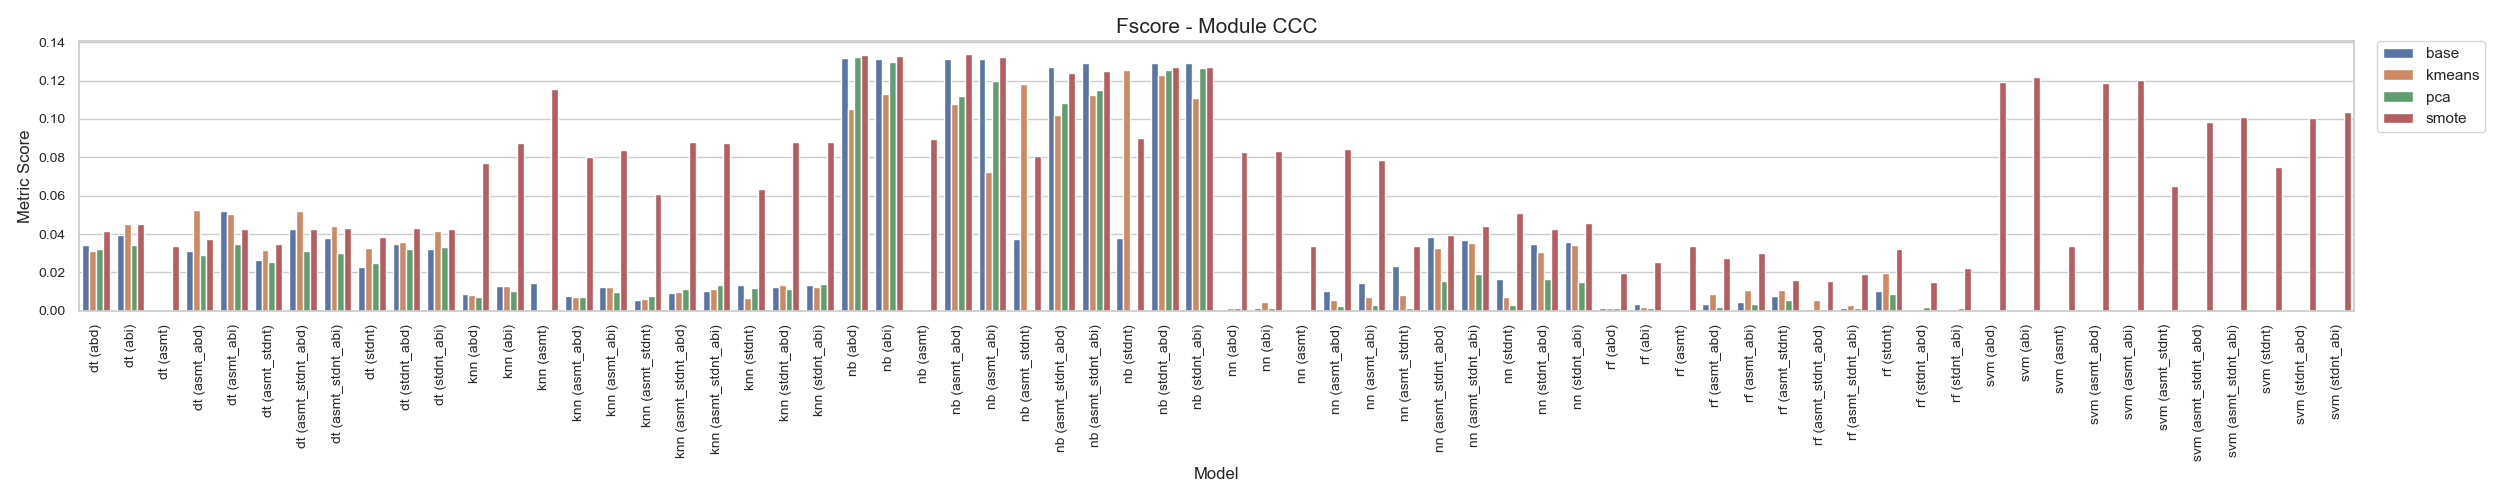 Fscore - Module CCC
Metric Score
0.14
0.12
0.10
0.08
0.06
0.04
0.02
0.00
base
kmeans
pca
smote
dt (abd)
dt (abi)
dt (asmt)
dt (asmt_abd)
dt (asmt_abi)
dt (asmt_stdnt)
dt (asmt_stdnt_abd)
dt (asmt_stdnt_abi)
dt (stdnt)
dt (stdnt_abd)
dt (stdnt_abi)
knn (abd)
knn (abi)
knn (asmt)
knn (asmt_abd)
knn (asmt_abi)
knn (asmt_stdnt)
knn (asmt_stdnt_abd)
knn (asmt_stdnt_abi)
knn (stdnt)
knn (stdnt_abd)
knn (stdnt_abi)
nb (abd)
nb (abi)
nb (asmt)
nb (asmt_abd)
nb (asmt_abi)
nb (asmt_stdnt)
nb (asmt_stdnt_abd)
nb (asmt_stdnt_abi)
nb (stdnt)
nb (stdnt_abd)
nb (stdnt_abi)
nn (abd)
nn (abi)
nn (asmt)
nn (asmt_abd)
nn (asmt_abi)
nn (asmt_stdnt)
nn (asmt_stdnt_abd)
nn (asmt_stdnt_abi)
nn (stdnt)
nn (stdnt_abd)
nn (stdnt_abi)
rf (abd)
rf (abi)
rf (asmt)
rf (asmt_abd)
rf (asmt_abi)
rf (asmt_stdnt)
rf (asmt_stdnt_abd)
rf (asmt_stdnt_abi)
rf (stdnt)
rf (stdnt_abd)
rf (stdnt_abi)
svm (abd)
svm (abi)
svm (asmt)
svm (asmt_abd)
svm (asmt_abi)
svm (asmt_stdnt)
svm (asmt_stdnt_abd)
svm (asmt_stdnt_abi)
svm (stdnt)
svm (stdnt_abd)
svm (stdnt_abi)
Model